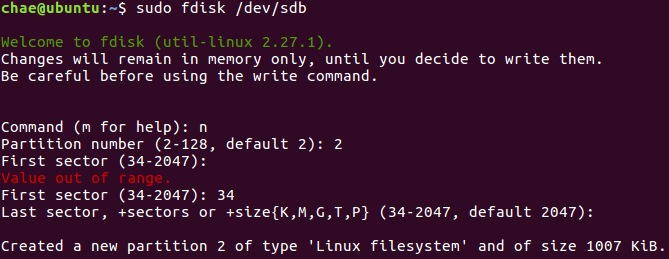 chae@ubuntu:~$ sudo fdisk /dev/sdb
Welcome to fdisk (util-linux 2.27.1).
Changes will remain in memory only, until you decide to write them.
Be careful before using the write command.
Command (m for help): n
Partition number (2-128, default 2): 2
First sector (34-2047):
Value out of range.
First sector (34-2047): 34
Last sector, +sectors or +size{K,M,G,T,P} (34-2047, default 2047):
Created a new partition 2 of type 'Linux filesystem' and of size 1007 KiB.